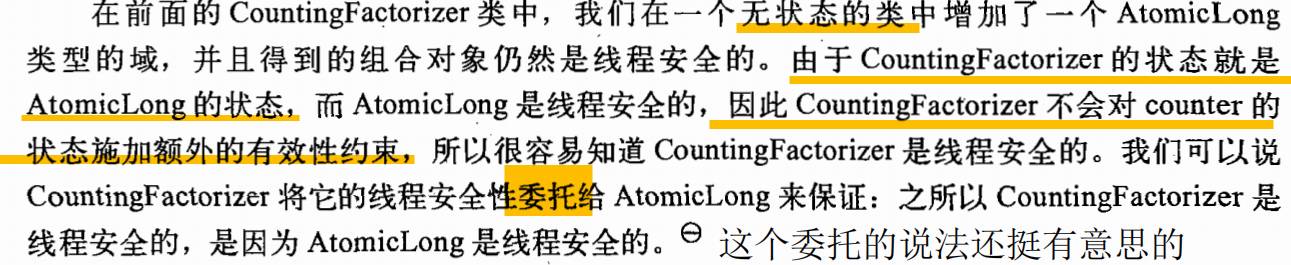 在前面的 CountingFactorizer 类中，我们在一个无状态的类中增加了一个 AtomicLong
类型的域，并且得到的组合对象仍然是线程安全的。由于 CountingFactorizer 的状态就是
AtomicLong 的状态，而 AtomicLong 是线程安全的，因此 CountingFactorizer 不会对 counter 的
状态施加额外的有效性约束，所以很容易知道 CountingFactorizer 是线程安全的。我们可以说
CountingFactorizer 将它的线程安全性委托给 AtomicLong 来保证：之所以 CountingFactorizer 是
线程安全的，是因为 AtomicLong 是线程安全的。㊀ 这个委托的说法还挺有意思的